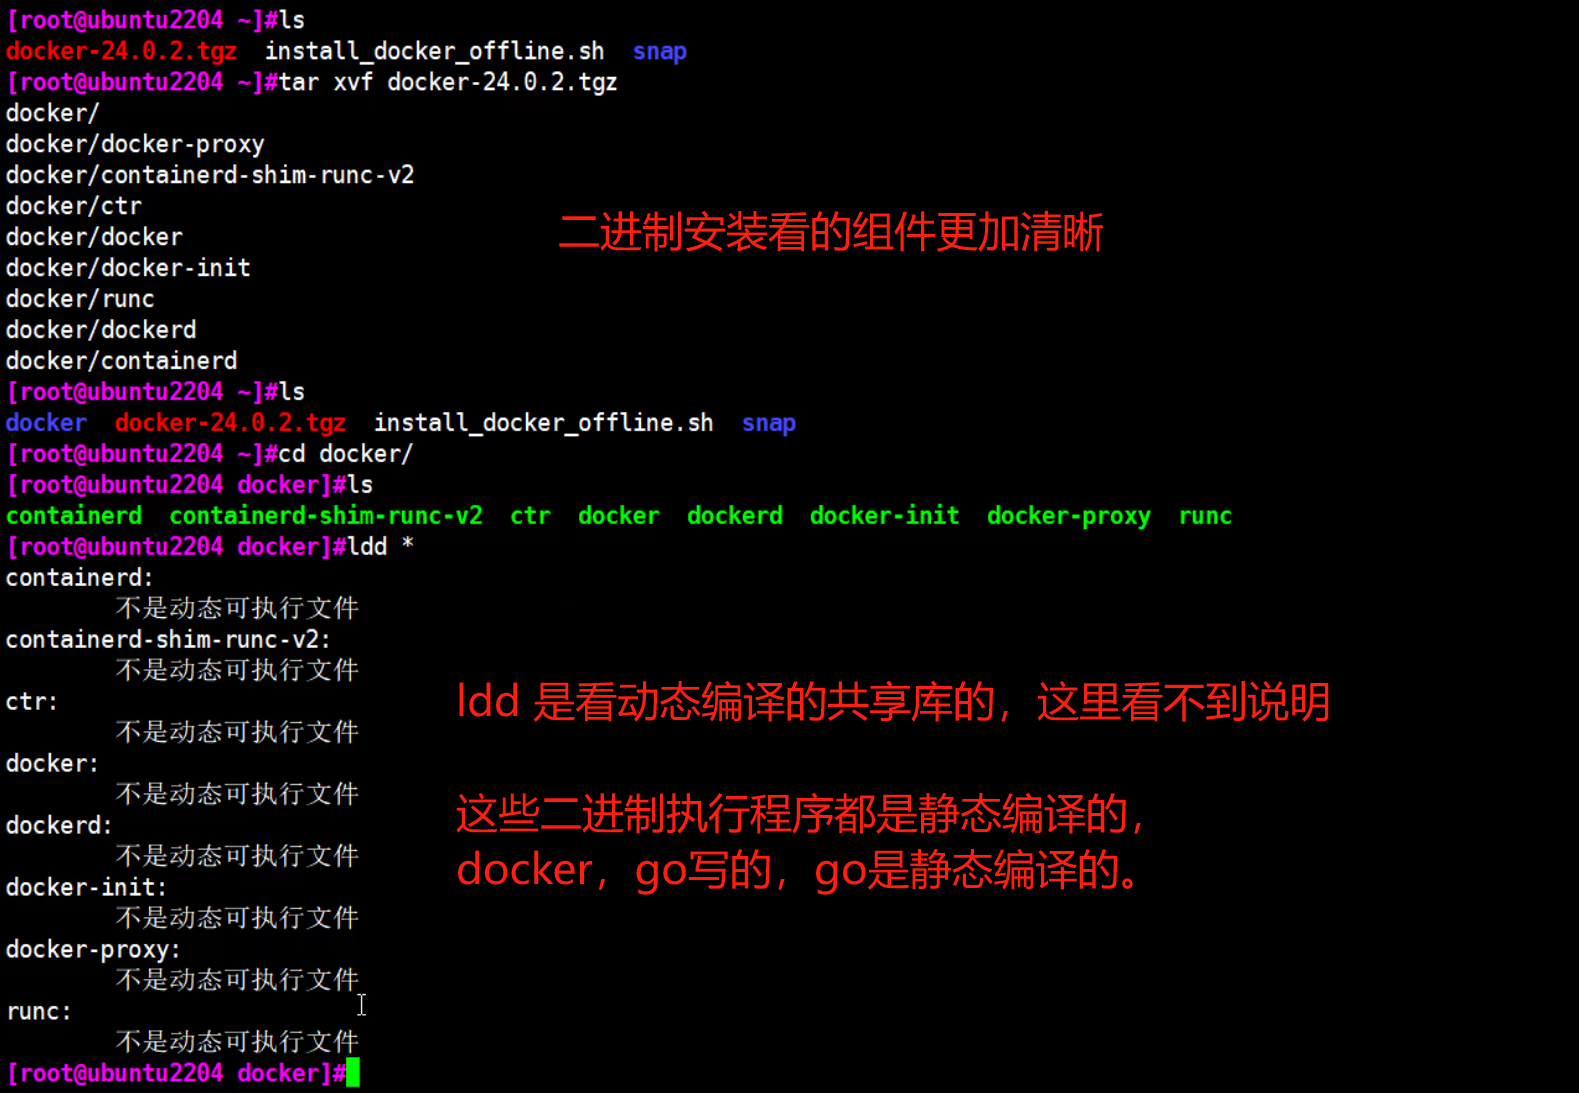 [root@ubuntu2204 ~]#ls
docker-24.0.2.tgz  install_docker_offline.sh  snap
[root@ubuntu2204 ~]#tar xvf docker-24.0.2.tgz
docker/
docker/docker-proxy
docker/containerd-shim-runc-v2
docker/ctr
docker/docker
二进制安装看的组件更加清晰
docker/docker-init
docker/runc
docker/dockerd
docker/containerd
[root@ubuntu2204 ~]#ls
docker  docker-24.0.2.tgz  install_docker_offline.sh  snap
[root@ubuntu2204 ~]#cd docker/
[root@ubuntu2204 docker]#ls
containerd  containerd-shim-runc-v2  ctr  docker  dockerd  docker-init  docker-proxy  runc
[root@ubuntu2204 docker]#ldd *
containerd:
不是动态可执行文件
containerd-shim-runc-v2:
不是动态可执行文件
ctr:
ldd 是看动态编译的共享库的，这里看不到说明
不是动态可执行文件
docker:
不是动态可执行文件
这些二进制执行程序都是静态编译的，
dockerd:
不是动态可执行文件
docker，go写的，go是静态编译的。
docker-init:
不是动态可执行文件
docker-proxy:
不是动态可执行文件
runc:
不是动态可执行文件
[root@ubuntu2204 docker]#